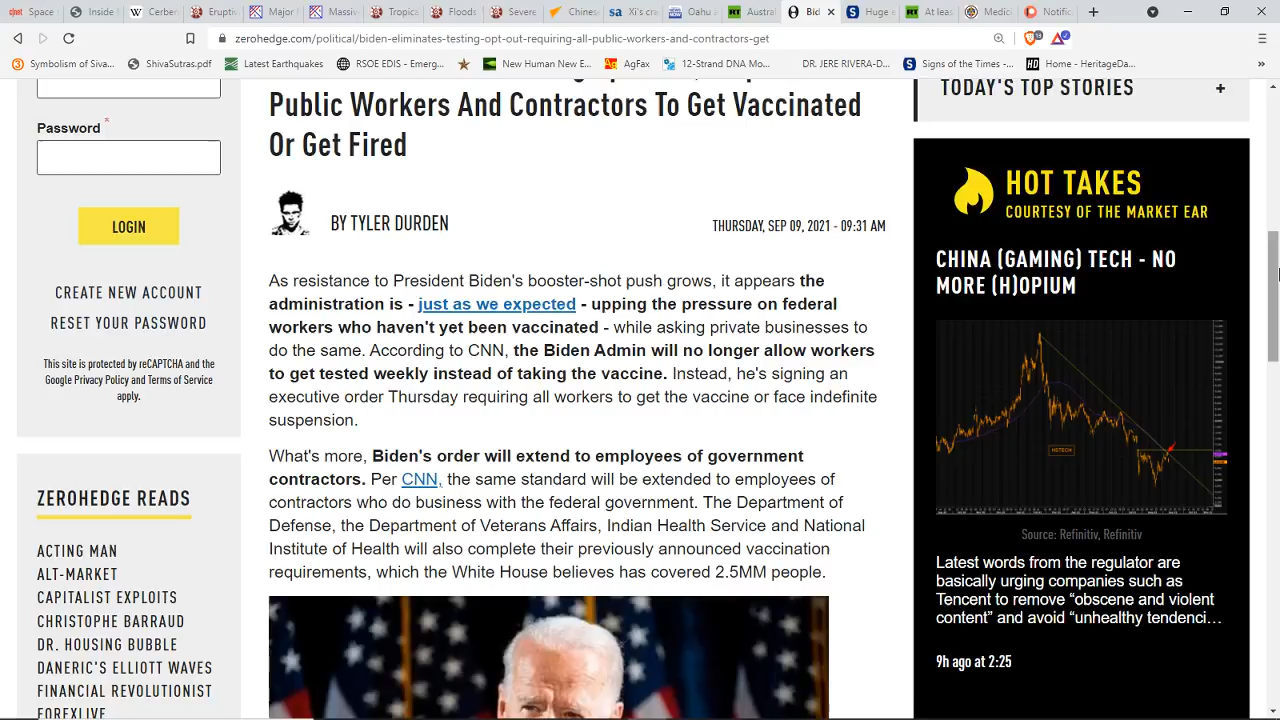 Space
Inside
Cerber
Erupti
Major
Massiv
Tropica
Floods
Severe
Chinese
Xi's cra
Oahu J
Austral
Bid
Huge e
At leas
Medic
Notific
zerohedge.com/political/biden-eliminates-testing-opt-out-requiring-all-public-workers-and-contractors-get
Symbolism of Siva...
ShivaSutras.pdf
Latest Earthquakes
RSOE EDIS - Emerg...
New Human New E...
AgFax
12-Strand DNA Mo...
DR. JERE RIVERA-D...
Signs of the Times -...
Home - HeritageDa...
Password *
LOGIN
CREATE NEW ACCOUNT
RESET YOUR PASSWORD
This site is protected by reCAPTCHA and the
Google Privacy Policy and Terms of Service
apply.
ZEROHEDGE READS
ACTING MAN
ALT-MARKET
CAPITALIST EXPLOITS
CHRISTOPHE BARRAUD
DR. HOUSING BUBBLE
DANERIC'S ELLIOTT WAVES
FINANCIAL REVOLUTIONIST
FOREXLIVE
Public Workers And Contractors To Get Vaccinated
Or Get Fired
BY TYLER DURDEN
THURSDAY, SEP 09, 2021 - 09:31 AM
As resistance to President Biden's booster-shot push grows, it appears the
administration is - just as we expected - upping the pressure on federal
workers who haven't yet been vaccinated - while asking private businesses to
do the same. According to CNN, the Biden Admin will no longer allow workers
to get tested weekly instead of taking the vaccine. Instead, he's signing an
executive order Thursday requiring all workers to get the vaccine or face indefinite
suspension.
What's more, Biden's order will extend to employees of government
contractors. Per CNN, the same standard will be extended to employees of
contractors who do business with the federal government. The Department of
Defense, the Department of Veterans Affairs, Indian Health Service and National
Institute of Health will also complete their previously announced vaccination
requirements, which the White House believes has covered 2.5MM people.
TODAY'S TOP STORIES +
HOT TAKES
COURTESY OF THE MARKET EAR
CHINA (GAMING) TECH - NO
MORE (H)OPIUM
HSTECH
Source: Refinitiv, Refinitiv
Latest words from the regulator are
basically urging companies such as
Tencent to remove “obscene and violent
content” and avoid “unhealthy tendenci...
9h ago at 2:25